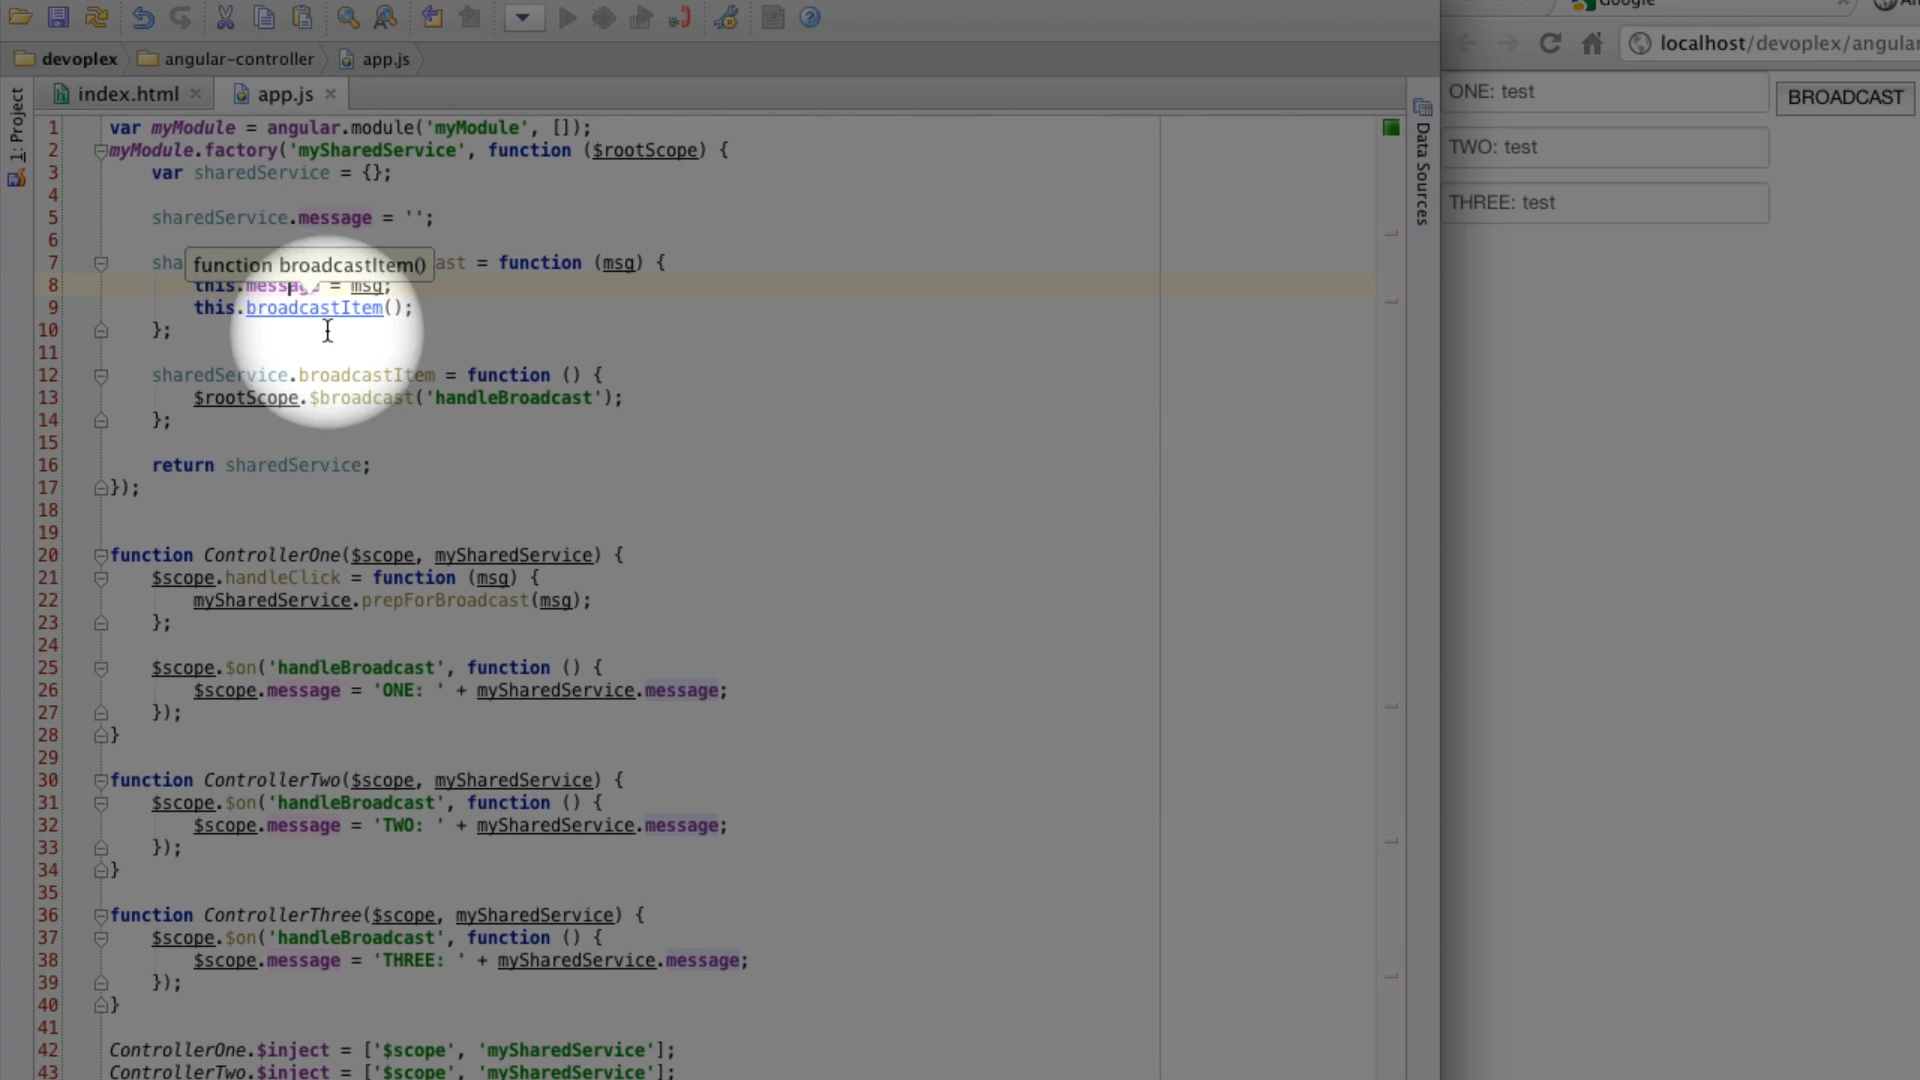 Google
devoplex angular-controller app.js
localhost/devoplex/angular
1: Project
index.html app.js
Data Sources
ONE: test BROADCAST
TWO: test
THREE: test
1 var myModule = angular.module('myModule', []);
2 myModule.factory('mySharedService', function ($rootScope) {
3 var sharedService = {};
4
5 sharedService.message = '';
6
7 sha function broadcastItem() ast = function (msg) {
8 this.message = msg;
9 this.broadcastItem();
10 };
11
12 sharedService.broadcastItem = function () {
13 $rootScope.$broadcast('handleBroadcast');
14 };
15
16 return sharedService;
17 });
18
19
20 function ControllerOne($scope, mySharedService) {
21 $scope.handleClick = function (msg) {
22 mySharedService.prepForBroadcast(msg);
23 };
24
25 $scope.$on('handleBroadcast', function () {
26 $scope.message = 'ONE: ' + mySharedService.message;
27 });
28 }
29
30 function ControllerTwo($scope, mySharedService) {
31 $scope.$on('handleBroadcast', function () {
32 $scope.message = 'TWO: ' + mySharedService.message;
33 });
34 }
35
36 function ControllerThree($scope, mySharedService) {
37 $scope.$on('handleBroadcast', function () {
38 $scope.message = 'THREE: ' + mySharedService.message;
39 });
40 }
41
42 ControllerOne.$inject = ['$scope', 'mySharedService'];
43 ControllerTwo.$inject = ['$scope', 'mySharedService'];